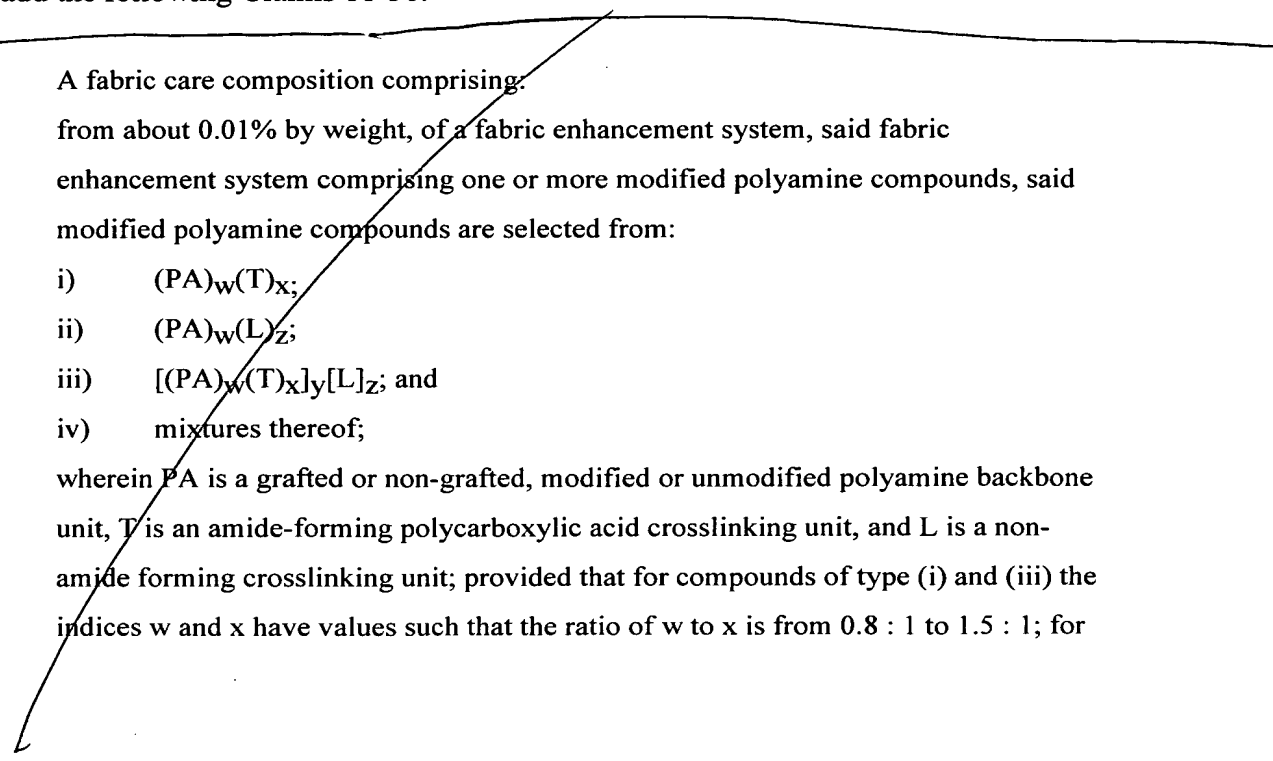 A fabric care composition comprising:
from about 0.01% by weight, of a fabric enhancement system, said fabric
enhancement system comprising one or more modified polyamine compounds, said
modified polyamine compounds are selected from:
i) (PA)w(T)x;
ii) (PA)w(L)z;
iii) [(PA)w(T)x]y[L]z; and
iv) mixtures thereof;
wherein PA is a grafted or non-grafted, modified or unmodified polyamine backbone
unit, T is an amide-forming polycarboxylic acid crosslinking unit, and L is a non-
amide forming crosslinking unit; provided that for compounds of type (i) and (iii) the
indices w and x have values such that the ratio of w to x is from 0.8 : 1 to 1.5 : 1; for